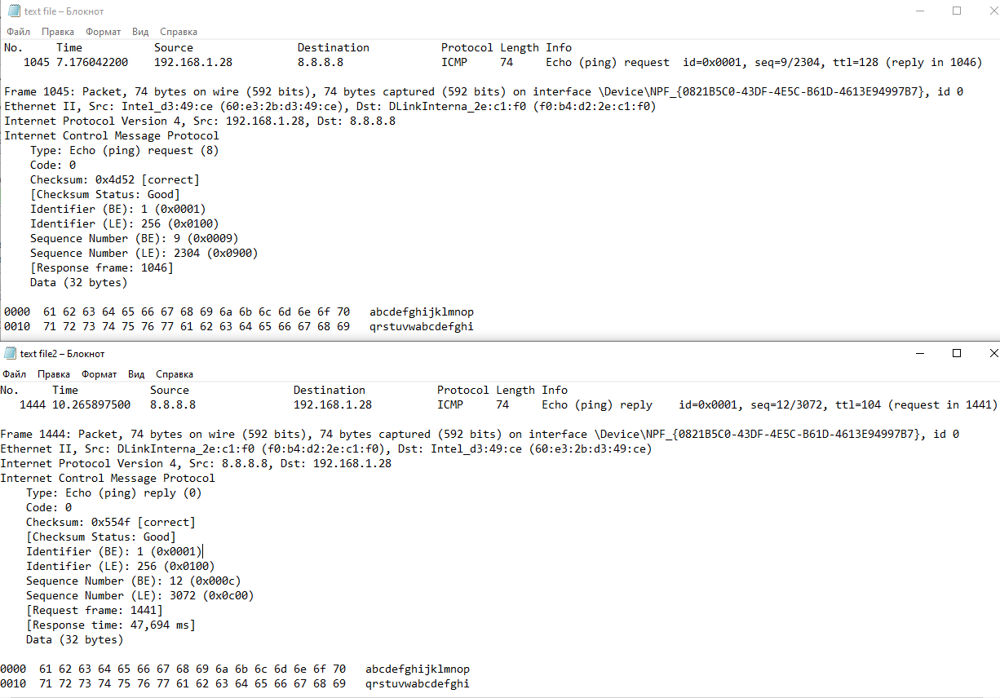 text file – Блокнот
Файл Правка Формат Вид Справка
No. Time Source Destination Protocol Length Info
1045 7.176042200 192.168.1.28 8.8.8.8 ICMP 74 Echo (ping) request id=0x0001, seq=9/2304, ttl=128 (reply in 1046)
Frame 1045: Packet, 74 bytes on wire (592 bits), 74 bytes captured (592 bits) on interface \Device\NPF_{0821B5C0-43DF-4E5C-B61D-4613E94997B7}, id 0
Ethernet II, Src: Intel_d3:49:ce (60:e3:2b:d3:49:ce), Dst: DLinkInterna_2e:c1:f0 (f0:b4:d2:2e:c1:f0)
Internet Protocol Version 4, Src: 192.168.1.28, Dst: 8.8.8.8
Internet Control Message Protocol
Type: Echo (ping) request (8)
Code: 0
Checksum: 0x4d52 [correct]
[Checksum Status: Good]
Identifier (BE): 1 (0x0001)
Identifier (LE): 256 (0x0100)
Sequence Number (BE): 9 (0x0009)
Sequence Number (LE): 2304 (0x0900)
[Response frame: 1046]
Data (32 bytes)
0000 61 62 63 64 65 66 67 68 69 6a 6b 6c 6d 6e 6f 70 abcdefghijklmnop
0010 71 72 73 74 75 76 77 61 62 63 64 65 66 67 68 69 qrstuvwabcdefghi
text file2 – Блокнот
Файл Правка Формат Вид Справка
No. Time Source Destination Protocol Length Info
1444 10.265897500 8.8.8.8 192.168.1.28 ICMP 74 Echo (ping) reply id=0x0001, seq=12/3072, ttl=104 (request in 1441)
Frame 1444: Packet, 74 bytes on wire (592 bits), 74 bytes captured (592 bits) on interface \Device\NPF_{0821B5C0-43DF-4E5C-B61D-4613E94997B7}, id 0
Ethernet II, Src: DLinkInterna_2e:c1:f0 (f0:b4:d2:2e:c1:f0), Dst: Intel_d3:49:ce (60:e3:2b:d3:49:ce)
Internet Protocol Version 4, Src: 8.8.8.8, Dst: 192.168.1.28
Internet Control Message Protocol
Type: Echo (ping) reply (0)
Code: 0
Checksum: 0x554f [correct]
[Checksum Status: Good]
Identifier (BE): 1 (0x0001)
Identifier (LE): 256 (0x0100)
Sequence Number (BE): 12 (0x000c)
Sequence Number (LE): 3072 (0x0c00)
[Request frame: 1441]
[Response time: 47,694 ms]
Data (32 bytes)
0000 61 62 63 64 65 66 67 68 69 6a 6b 6c 6d 6e 6f 70 abcdefghijklmnop
0010 71 72 73 74 75 76 77 61 62 63 64 65 66 67 68 69 qrstuvwabcdefghi